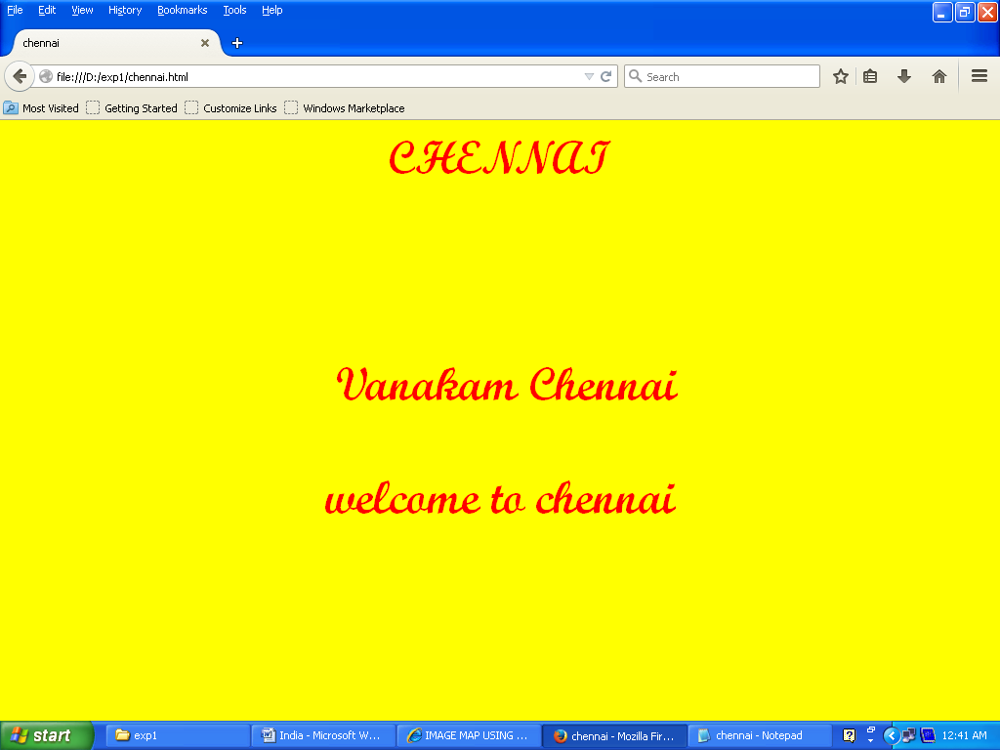 File Edit View History Bookmarks Tools Help
chennai
file:///D:/exp1/chennai.html
Search
Most Visited Getting Started Customize Links Windows Marketplace
CHENNAI
Vanakam Chennai
welcome to chennai
start exp1 India - Microsoft W... IMAGE MAP USING ... chennai - Mozilla Fir... chennai - Notepad 12:41 AM